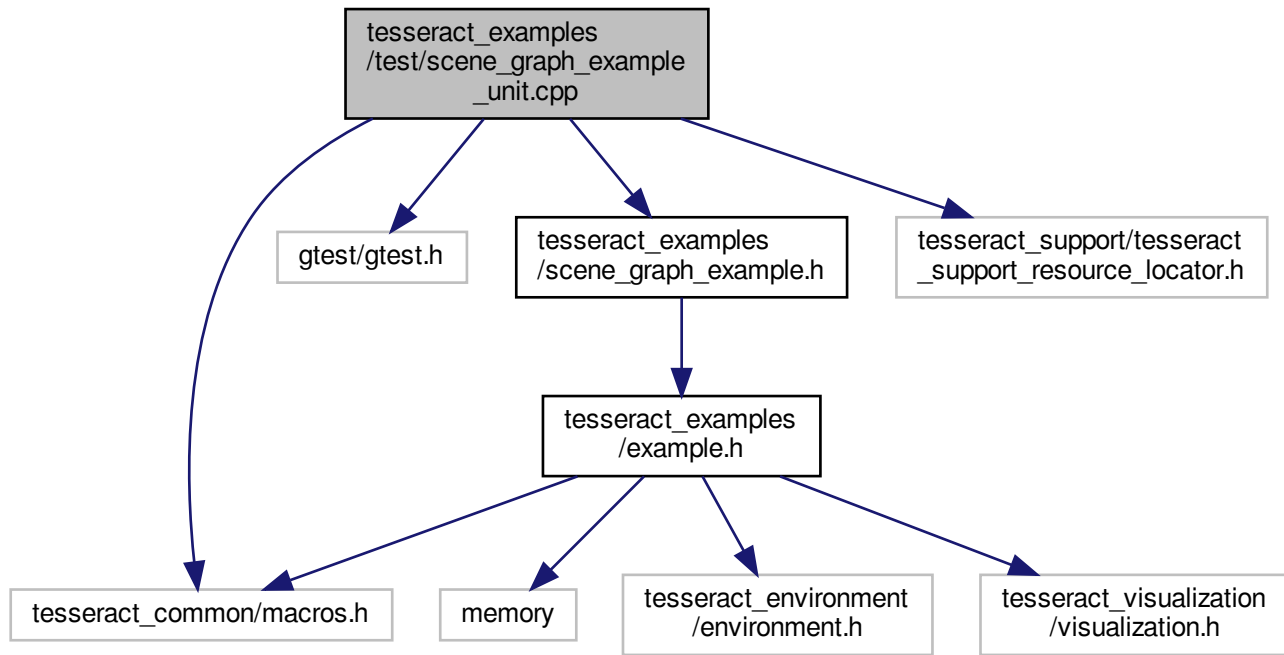 tesseract_examples
/test/scene_graph_example
_unit.cpp
gtest/gtest.h
tesseract_examples
/scene_graph_example.h
tesseract_support/tesseract
_support_resource_locator.h
tesseract_examples
/example.h
tesseract_common/macros.h
memory
tesseract_environment
/environment.h
tesseract_visualization
/visualization.h